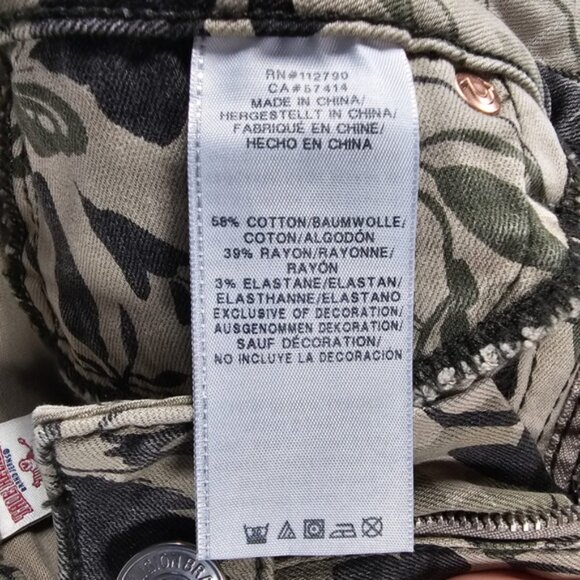 RN#112790
CA#57414
MADE IN CHINA/
HERGESTELLT IN CHINA/
FABRIQUÉ EN CHINE/
HECHO EN CHINA
58% COTTON/BAUMWOLLE/
COTON/ALGODÓN
39% RAYON/RAYONNE/
RAYÓN
3% ELASTANE/ELASTAN/
ELASTHANNE/ELASTANO
EXCLUSIVE OF DECORATION/
AUSGENOMMEN DEKORATION/
SAUF DÉCORATION/
NO INCLUYE LA DECORACIÓN